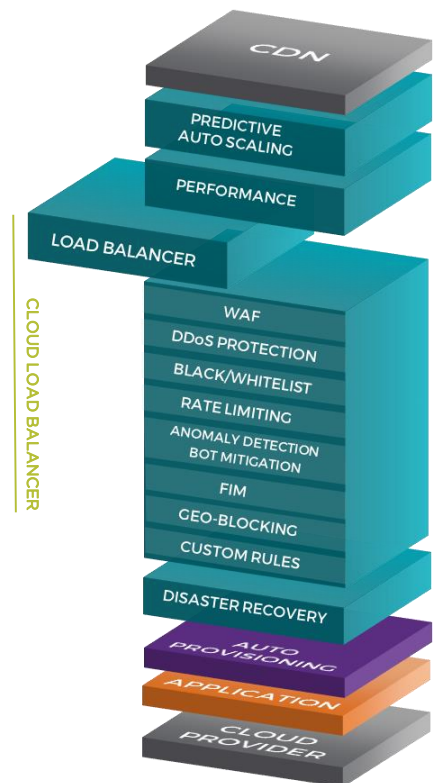 CDN
PREDICTIVE
AUTO SCALING
PERFORMANCE
LOAD BALANCER
CLOUD LOAD BALANCER
WAF
DDoS PROTECTION
BLACK/WHITELIST
RATE LIMITING
ANOMALY DETECTION
BOT MITIGATION
FIM
GEO-BLOCKING
CUSTOM RULES
DISASTER RECOVERY
AUTO
PROVISIONING
APPLICATION
CLOUD
PROVIDER